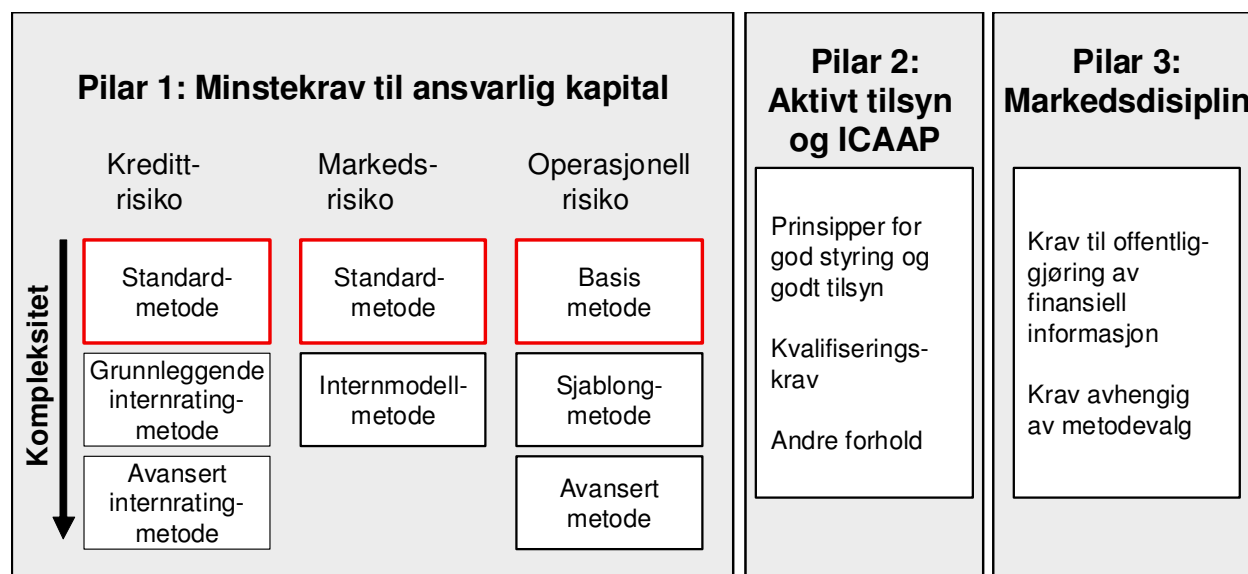 Pilar 1: Minstekrav til ansvarlig kapital
Kreditt-
risiko
Markeds-
risiko
Operasjonell
risiko
Kompleksitet
Standard-
metode
Standard-
metode
Basis
metode
Grunnleggende
internrating-
metode
Internmodell-
metode
Sjablong-
metode
Avansert
internrating-
metode
Avansert
metode
Pilar 2:
Aktivt tilsyn
og ICAAP
Prinsipper for
god styring og
godt tilsyn
Kvalifiserings-
krav
Andre forhold
Pilar 3:
Markedsdisiplin
Krav til offentlig-
gjøring av
finansiell
informasjon
Krav avhengig
av metodevalg